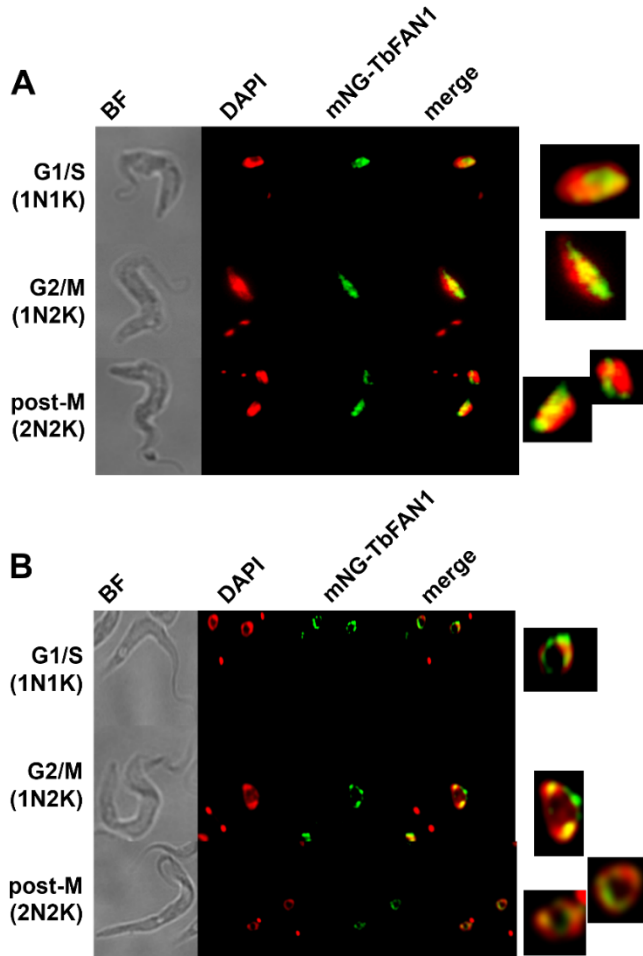 A
BF
DAPI
mNG-TbFAN1
merge
G1/S
(1N1K)
G2/M
(1N2K)
post-M
(2N2K)
B
BF
DAPI
mNG-TbFAN1
merge
G1/S
(1N1K)
G2/M
(1N2K)
post-M
(2N2K)